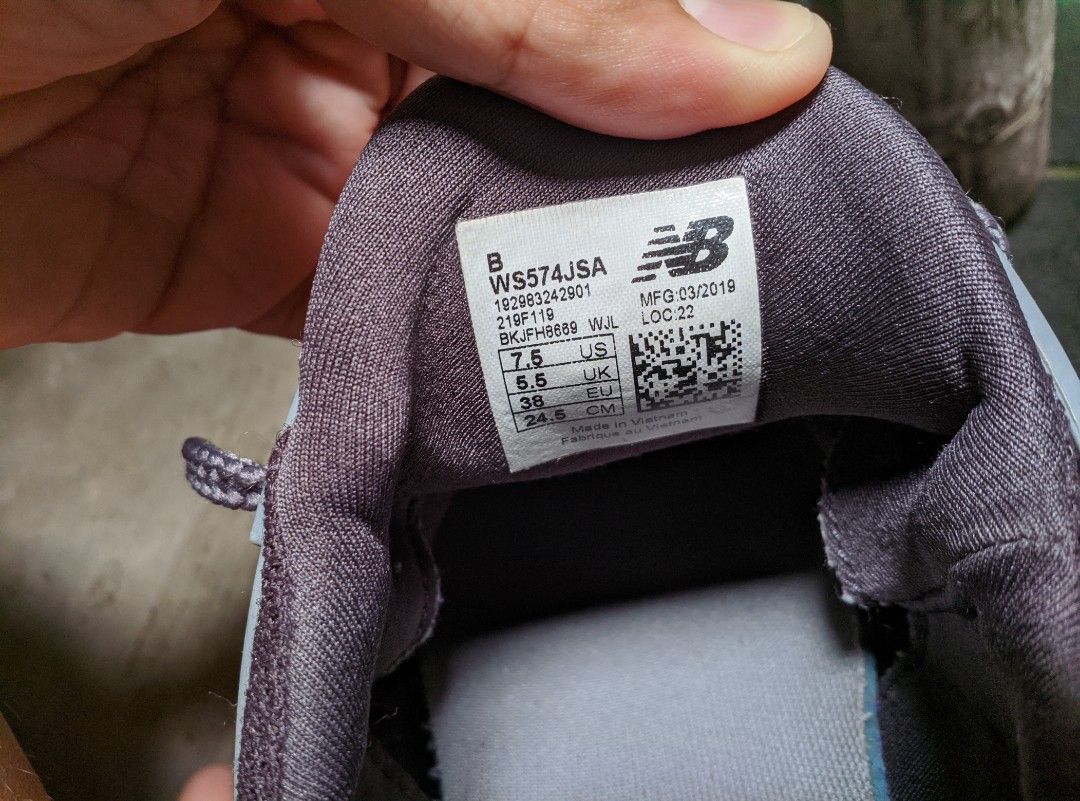 B
WS574JSA
192983242901
219F119
BKJFH8669 WJL
7.5 US
5.5 UK
38 EU
24.5 CM
NB
MFG:03/2019
LOC:22
Made in Vietnam
Fabriqué au Vietnam